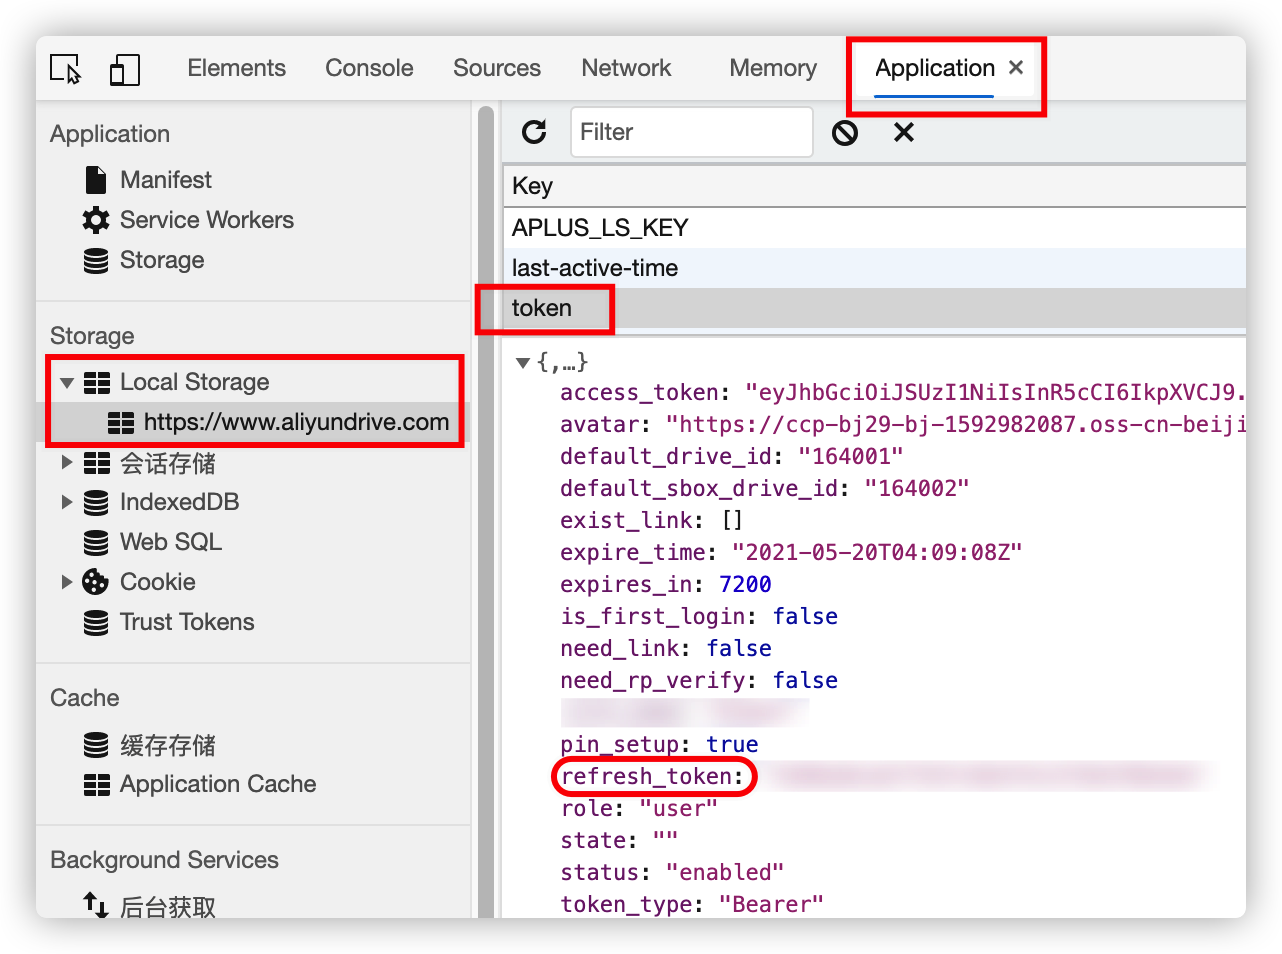 Elements Console Sources Network Memory Application ×
Application
Manifest
Service Workers
Storage
Storage
Local Storage
https://www.aliyundrive.com
会话存储
IndexedDB
Web SQL
Cookie
Trust Tokens
Cache
缓存存储
Application Cache
Background Services
后台获取
Filter
Key
APLUS_LS_KEY
last-active-time
token
{,…}
access_token: "eyJhbGciOiJSUzI1NiIsInR5cCI6IkpXVCJ9.
avatar: "https://ccp-bj29-bj-1592982087.oss-cn-beiji
default_drive_id: "164001"
default_sbox_drive_id: "164002"
exist_link: []
expire_time: "2021-05-20T04:09:08Z"
expires_in: 7200
is_first_login: false
need_link: false
need_rp_verify: false
pin_setup: true
refresh_token:
role: "user"
state: ""
status: "enabled"
token_type: "Bearer"